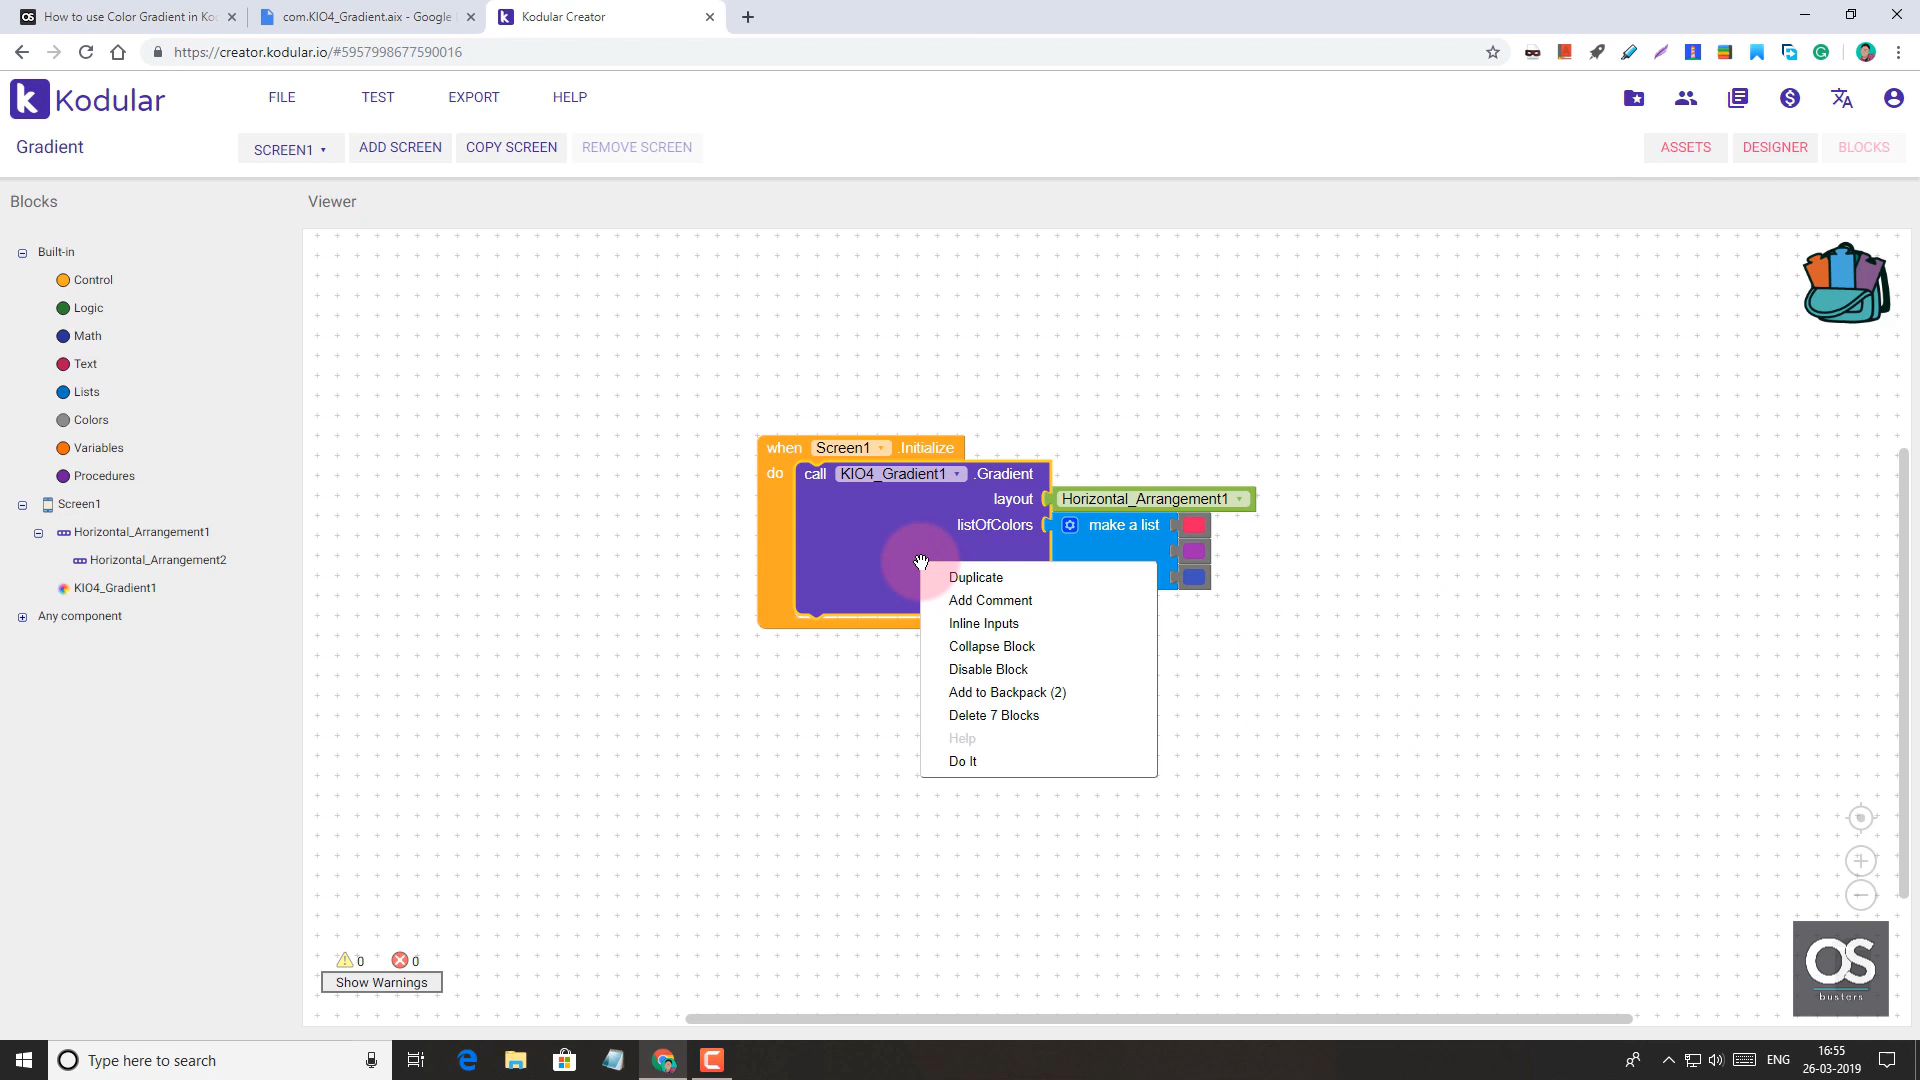 How to use Color Gradient in Ko
com.KIO4_Gradient.aix - Google
Kodular Creator
https://creator.kodular.io/#5957998677590016
Kodular
FILE
TEST
EXPORT
HELP
Gradient
SCREEN1
ADD SCREEN
COPY SCREEN
REMOVE SCREEN
ASSETS
DESIGNER
BLOCKS
Blocks
Viewer
Built-in
Control
Logic
Math
Text
Lists
Colors
Variables
Procedures
Screen1
Horizontal_Arrangement1
Horizontal_Arrangement2
KIO4_Gradient1
Any component
when Screen1 .Initialize
do call KIO4_Gradient1 .Gradient
layout Horizontal_Arrangement1
listOfColors make a list
Duplicate
Add Comment
Inline Inputs
Collapse Block
Disable Block
Add to Backpack (2)
Delete 7 Blocks
Help
Do It
0 0
Show Warnings
OS
busters
Type here to search
ENG
16:55
26-03-2019